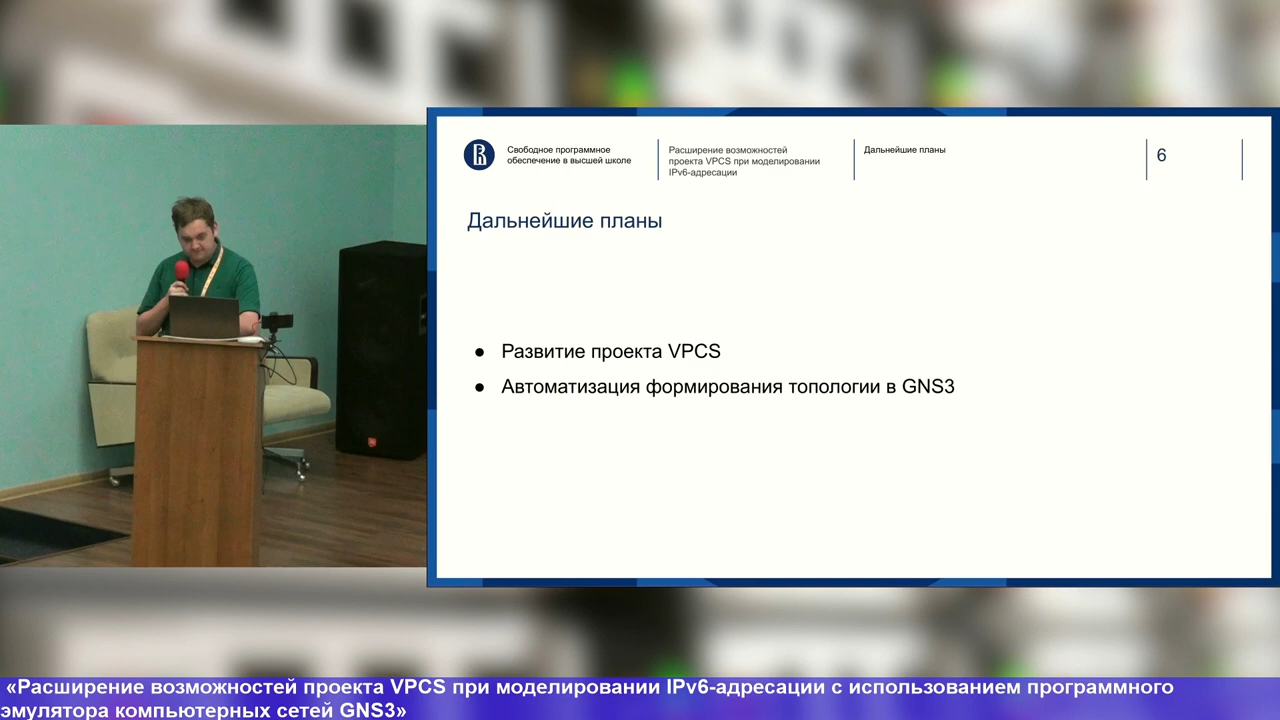 Свободное программное
обеспечение в высшей школе
Расширение возможностей
проекта VPCS при моделировании
IPv6-адресации
Дальнейшие планы
6
Дальнейшие планы
● Развитие проекта VPCS
● Автоматизация формирования топологии в GNS3
«Расширение возможностей проекта VPCS при моделировании IPv6-адресации с использованием программного
эмулятора компьютерных сетей GNS3»